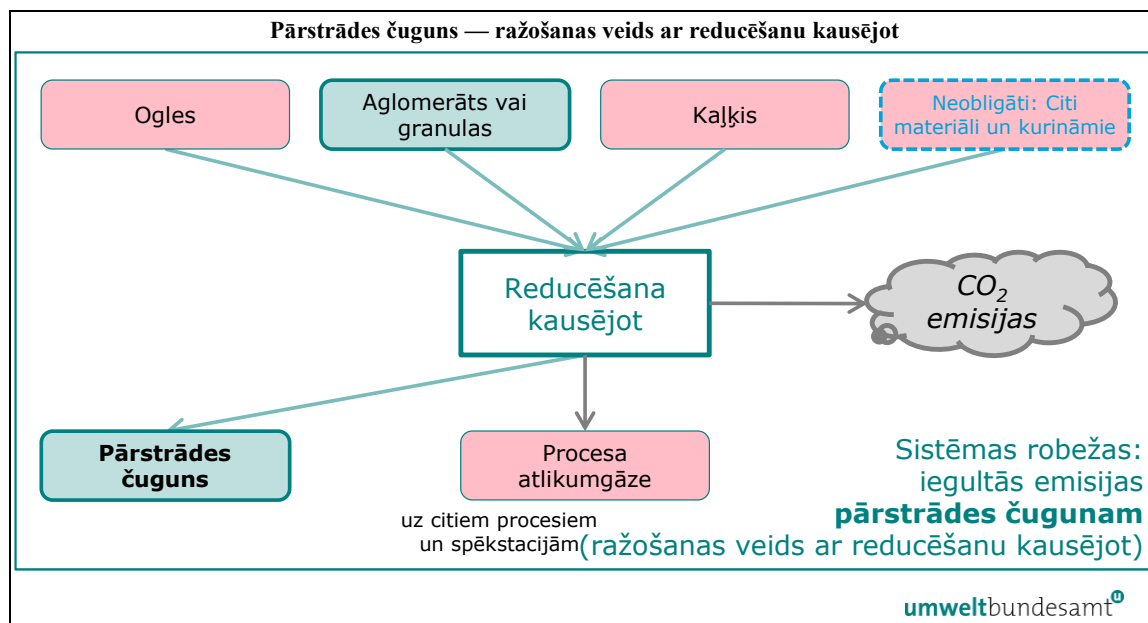 Pārstrādes čuguns — ražošanas veids ar reducēšanu kausējot
Ogles
Aglomerāts vai
granulas
Kaļķis
Neobligāti: Citi
materiāli un kurināmie
Reducēšana
kausējot
CO₂
emisijas
Pārstrādes
čuguns
Procesa
atlikumgāze
uz citiem procesiem
un spēkstacijām
Sistēmas robežas:
iegultās emisijas
pārstrādes čugunam
(ražošanas veids ar reducēšanu kausējot)
umweltbundesamt